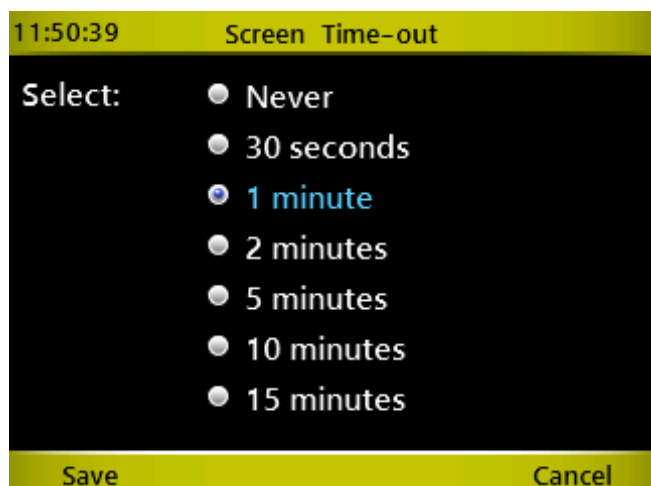 11:50:39 Screen Time-out
Select: Never
30 seconds
1 minute
2 minutes
5 minutes
10 minutes
15 minutes
Save Cancel